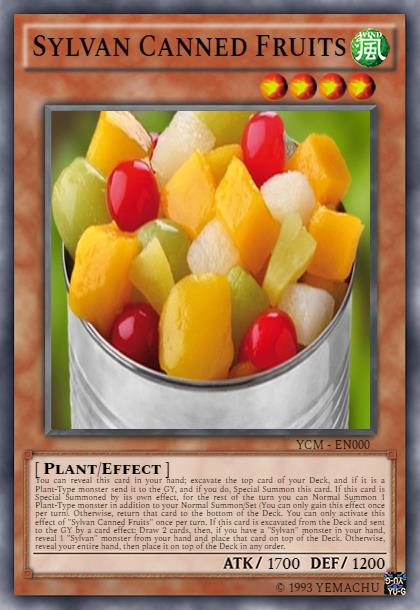 SYLVAN CANNED FRUITS
WIND
風
YCM - EN000
[ PLANT/EFFECT ]
You can reveal this card in your hand; excavate the top card of your Deck, and if it is a
Plant-Type monster send it to the GY, and if you do, Special Summon this card. If this card is
Special Summoned by its own effect, for the rest of the turn you can Normal Summon 1
Plant-Type monster in addition to your Normal Summon/Set (You can only gain this effect once
per turn). Otherwise, return that card to the bottom of the Deck. You can only activate this
effect of "Sylvan Canned Fruits" once per turn. If this card is excavated from the Deck and sent
to the GY by a card effect: Draw 2 cards, then, if you have a "Sylvan" monster in your hand,
reveal 1 "Sylvan" monster from your hand and place that card on top of the Deck. Otherwise,
reveal your entire hand, then place it on top of the Deck in any order.
ATK / 1700 DEF / 1200
© 1993 YEMACHU